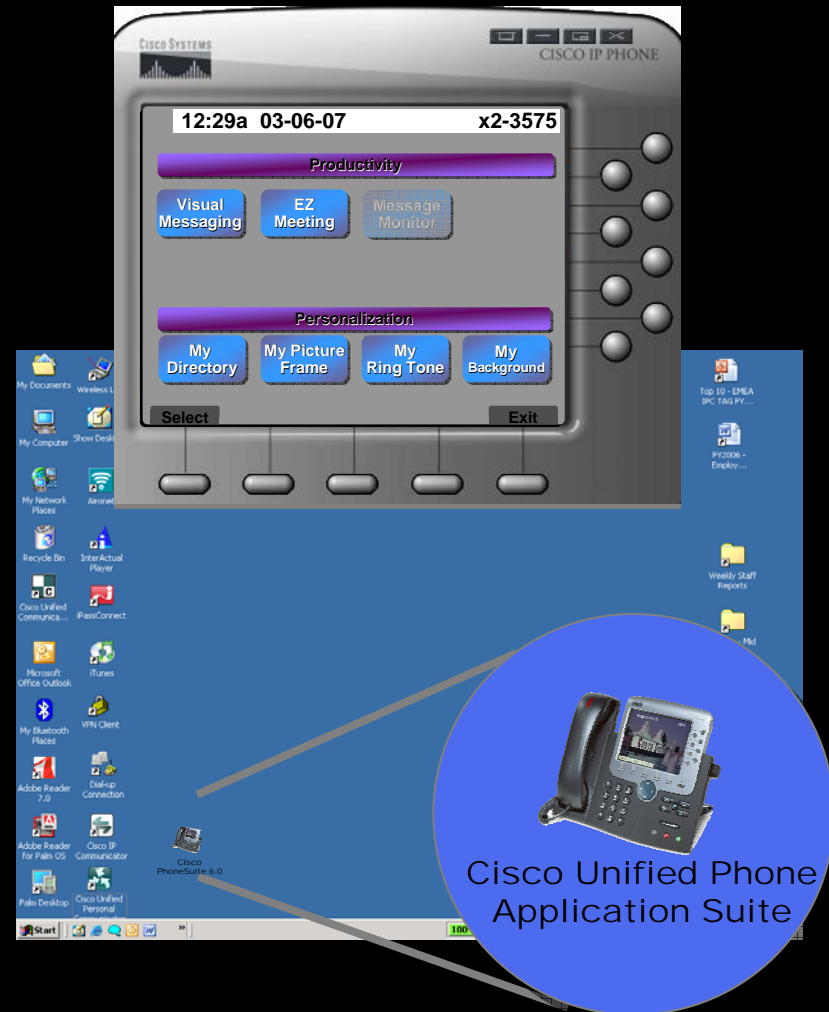 CISCO SYSTEMS
CISCO IP PHONE
12:29a 03-06-07 x2-3575
Productivity
Visual
Messaging
EZ
Meeting
Message
Monitor
Personalization
My
Directory
My Picture
Frame
My
Ring Tone
My
Background
Select
Exit
My Documents
Wireless
My Computer
Show
My Network
Places
Aironet
Recycle Bin
InterActual
Player
Cisco Unified
Communica...
iPassConnect
Microsoft
Office Outlook
iTunes
My Bluetooth
Places
VPN Client
Adobe Reader
7.0
Dial-up
Connection
Adobe Reader
for Palm OS
Cisco IP
Communicator
Palm Desktop
Cisco Unified
Personal
Top 10 - EMEA
IPC TAG FY...
FY2006 -
Employ...
Weekly Staff
Reports
Mid
Cisco
PhoneSuite 6.0
Cisco Unified Phone
Application Suite
Start
»
100